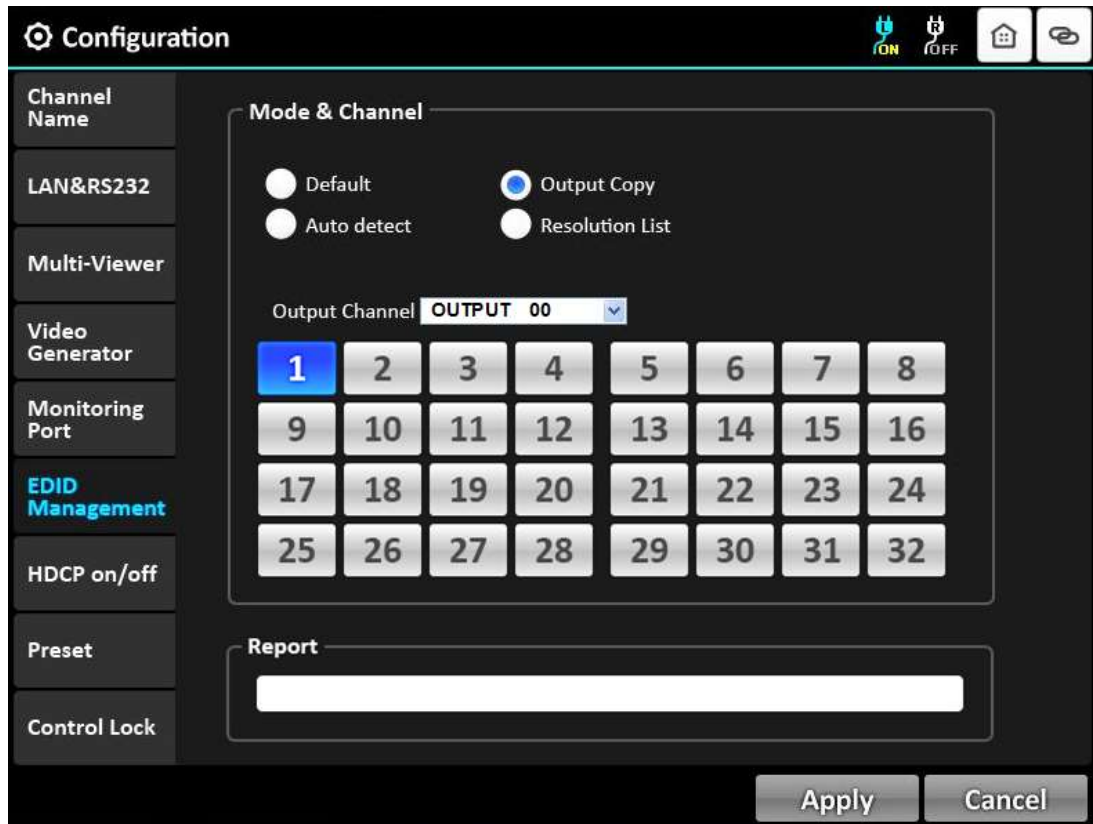 Configuration
L
ON
R
OFF
Channel
Name
LAN&RS232
Multi-Viewer
Video
Generator
Monitoring
Port
EDID
Management
HDCP on/off
Preset
Control Lock
Mode & Channel
Default
Output Copy
Auto detect
Resolution List
Output Channel OUTPUT 00
1 2 3 4 5 6 7 8
9 10 11 12 13 14 15 16
17 18 19 20 21 22 23 24
25 26 27 28 29 30 31 32
Report
Apply
Cancel